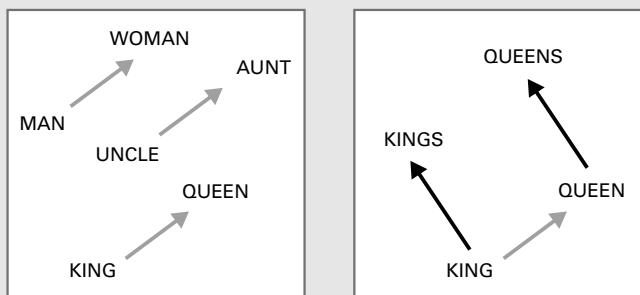 WOMAN
AUNT
MAN
UNCLE
QUEEN
KING
QUEENS
KINGS
QUEEN
KING